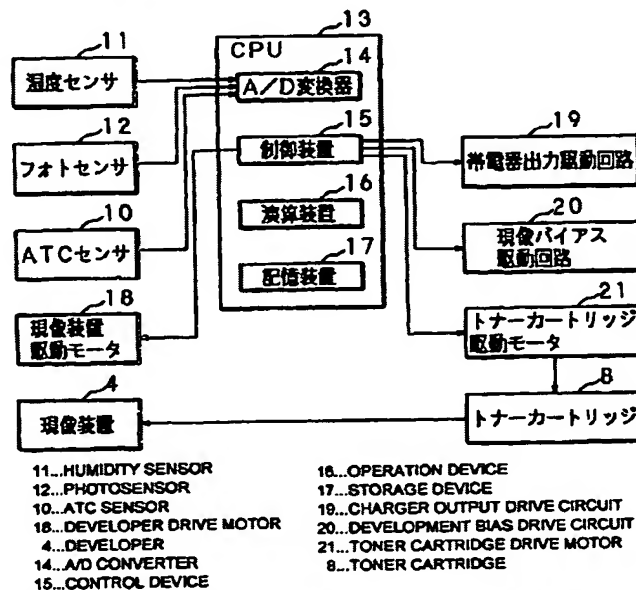 11
湿度センサ
12
フォトセンサ
10
ATCセンサ
18
現像装置
駆動モータ
4
現像装置
13
CPU
14
A/D変換器
15
制御装置
16
演算装置
17
記憶装置
19
帯電器出力駆動回路
20
現像バイアス
駆動回路
21
トナーカートリッジ
駆動モータ
8
トナーカートリッジ
11...HUMIDITY SENSOR
12...PHOTOSENSOR
10...ATC SENSOR
18...DEVELOPER DRIVE MOTOR
4...DEVELOPER
14...A/D CONVERTER
15...CONTROL DEVICE
16...OPERATION DEVICE
17...STORAGE DEVICE
19...CHARGER OUTPUT DRIVE CIRCUIT
20...DEVELOPMENT BIAS DRIVE CIRCUIT
21...TONER CARTRIDGE DRIVE MOTOR
8...TONER CARTRIDGE